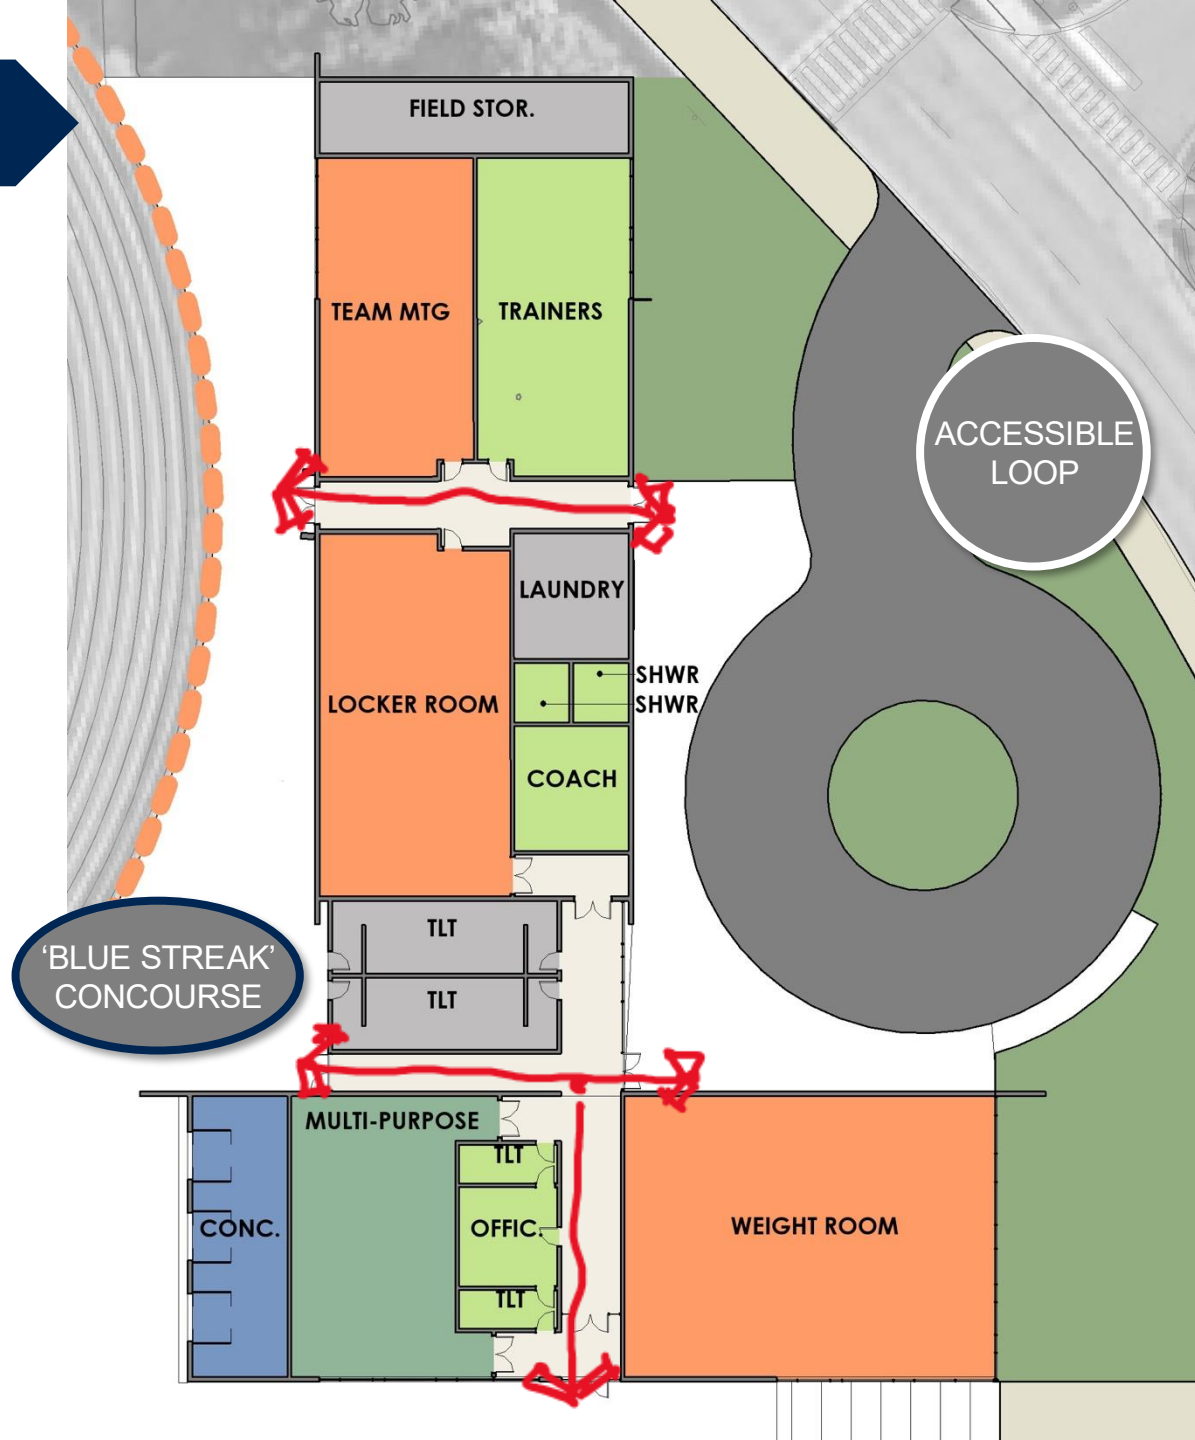 FIELD STOR.
TEAM MTG
TRAINERS
ACCESSIBLE
LOOP
LAUNDRY
SHWR
SHWR
LOCKER ROOM
COACH
TLT
‘BLUE STREAK’
CONCOURSE
TLT
MULTI-PURPOSE
TLT
CONC.
OFFIC.
WEIGHT ROOM
TLT